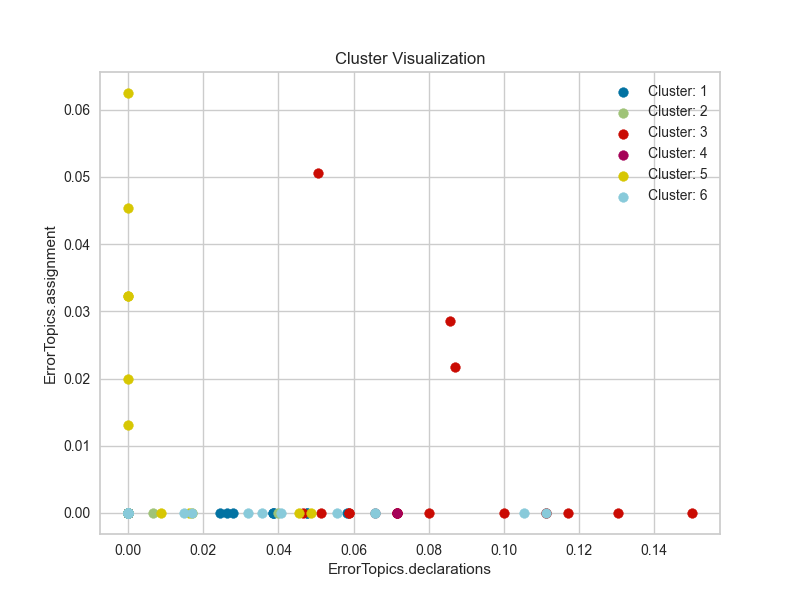 Cluster Visualization
Cluster: 1
Cluster: 2
Cluster: 3
Cluster: 4
Cluster: 5
Cluster: 6
0.06
0.05
0.04
0.03
0.02
0.01
0.00
ErrorTopics.assignment
0.00 0.02 0.04 0.06 0.08 0.10 0.12 0.14
ErrorTopics.declarations